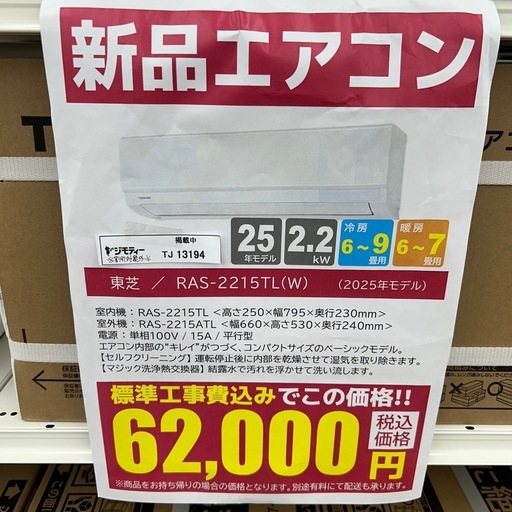 新品エアコン
TOSHIBA
ジモティー
掲載中
TJ 13194
25
年モデル
2.2
kW
冷房
6～9
畳用
暖房
6～7
畳用
東芝 ／ RAS-2215TL(W) （2025年モデル）
室内機：RAS-2215TL ＜高さ250×幅795×奥行230mm＞
室外機：RAS-2215ATL ＜幅660×高さ530×奥行240mm＞
電源：単相100V / 15A / 平行型
エアコン内部の“キレイ”がつづく、コンパクトサイズのベーシックモデル。
【セルフクリーニング】運転停止後に内部を乾燥させて湿気を取り除きます。
【マジック洗浄熱交換器】結露水で汚れを浮かせて洗い流します。
標準工事費込みでこの価格!!
62,000円
税込
価格
※商品をお持ち帰りの場合の価格となります。別途有料にて配送も承ります。